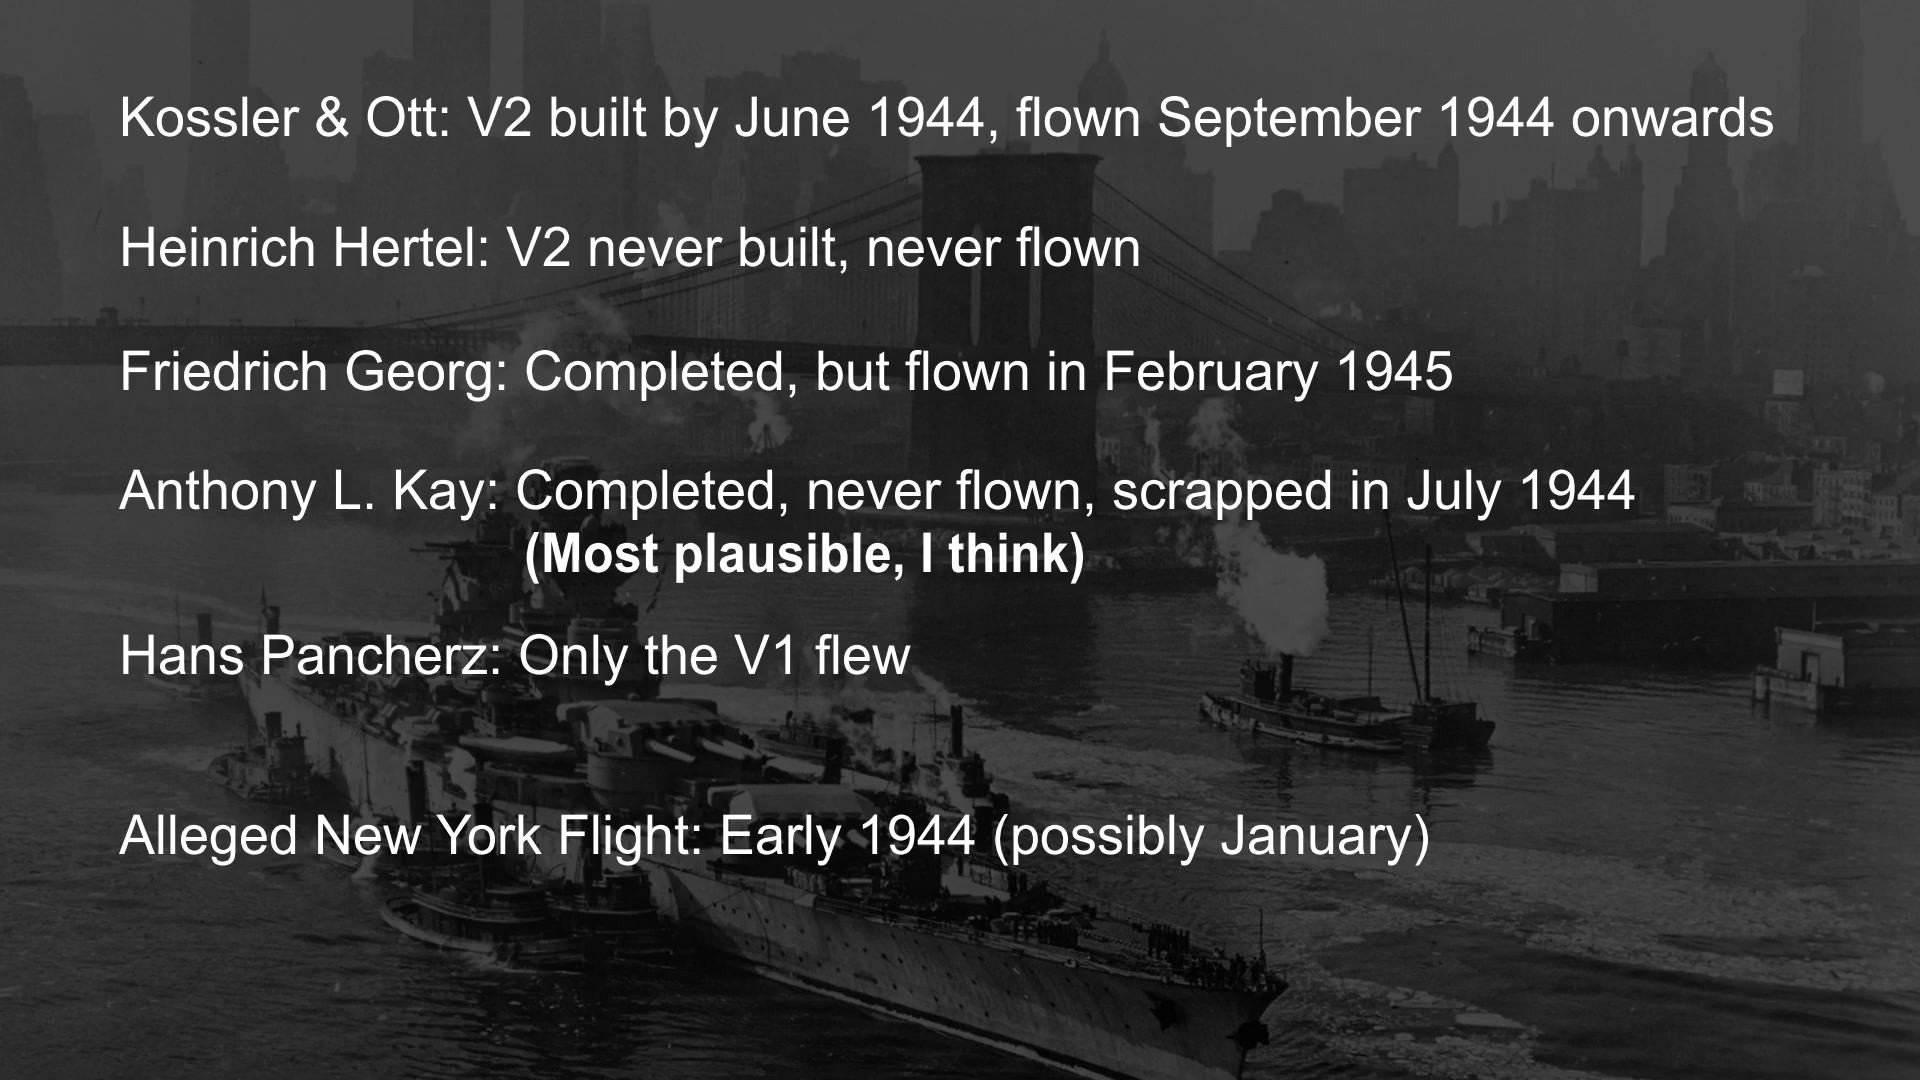 Kossler & Ott: V2 built by June 1944, flown September 1944 onwards
Heinrich Hertel: V2 never built, never flown
Friedrich Georg: Completed, but flown in February 1945
Anthony L. Kay: Completed, never flown, scrapped in July 1944
(Most plausible, I think)
Hans Pancherz: Only the V1 flew
Alleged New York Flight: Early 1944 (possibly January)